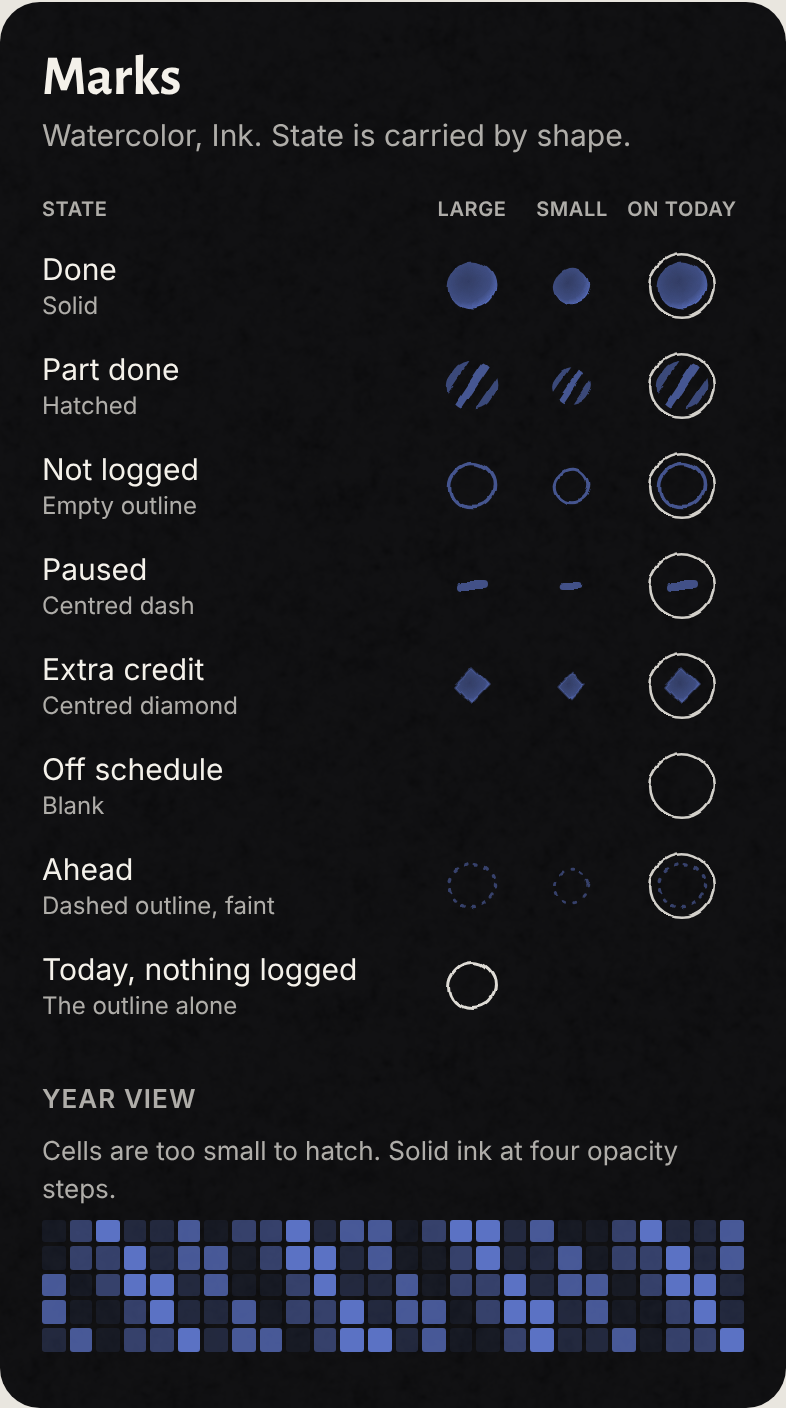 Marks
Watercolor, Ink. State is carried by shape.
STATE LARGE SMALL ON TODAY
Done
Solid
Part done
Hatched
Not logged
Empty outline
Paused
Centred dash
Extra credit
Centred diamond
Off schedule
Blank
Ahead
Dashed outline, faint
Today, nothing logged
The outline alone
YEAR VIEW
Cells are too small to hatch. Solid ink at four opacity
steps.